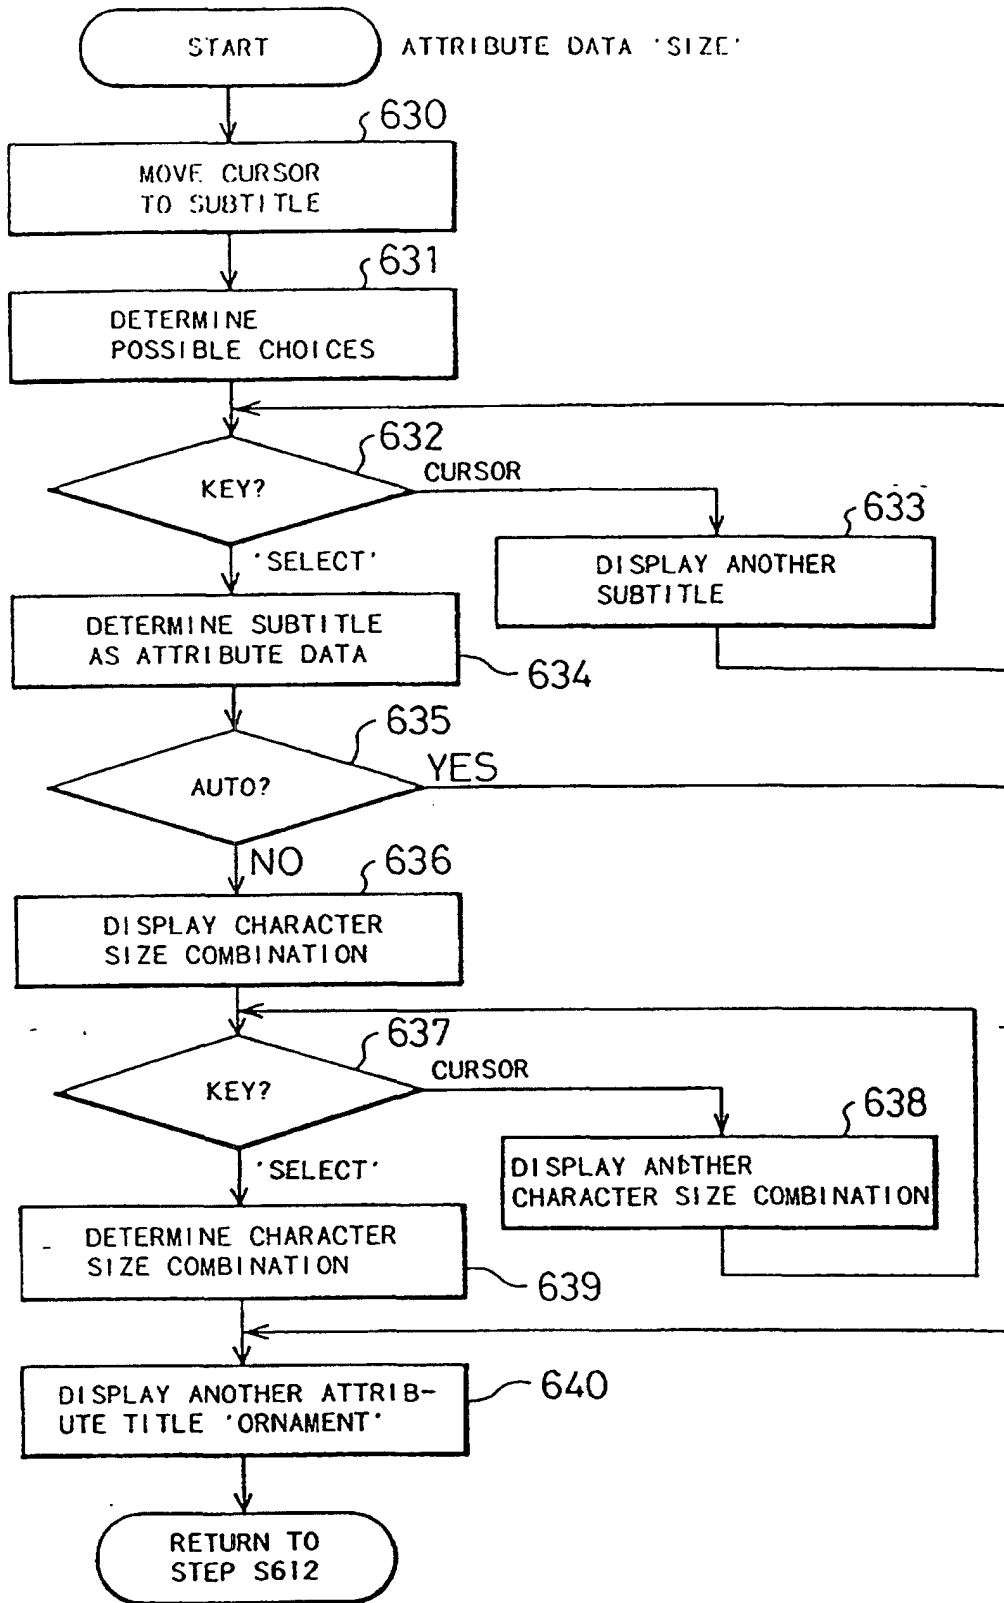 START
ATTRIBUTE DATA 'SIZE'
630
MOVE CURSOR
TO SUBTITLE
631
DETERMINE
POSSIBLE CHOICES
632
KEY?
CURSOR
633
'SELECT'
DISPLAY ANOTHER
SUBTITLE
DETERMINE SUBTITLE
AS ATTRIBUTE DATA
634
635
AUTO?
YES
NO
636
DISPLAY CHARACTER
SIZE COMBINATION
637
KEY?
CURSOR
638
'SELECT'
DISPLAY ANOTHER
CHARACTER SIZE COMBINATION
DETERMINE CHARACTER
SIZE COMBINATION
639
DISPLAY ANOTHER ATTRIB-
UTE TITLE 'ORNAMENT'
640
RETURN TO
STEP S612